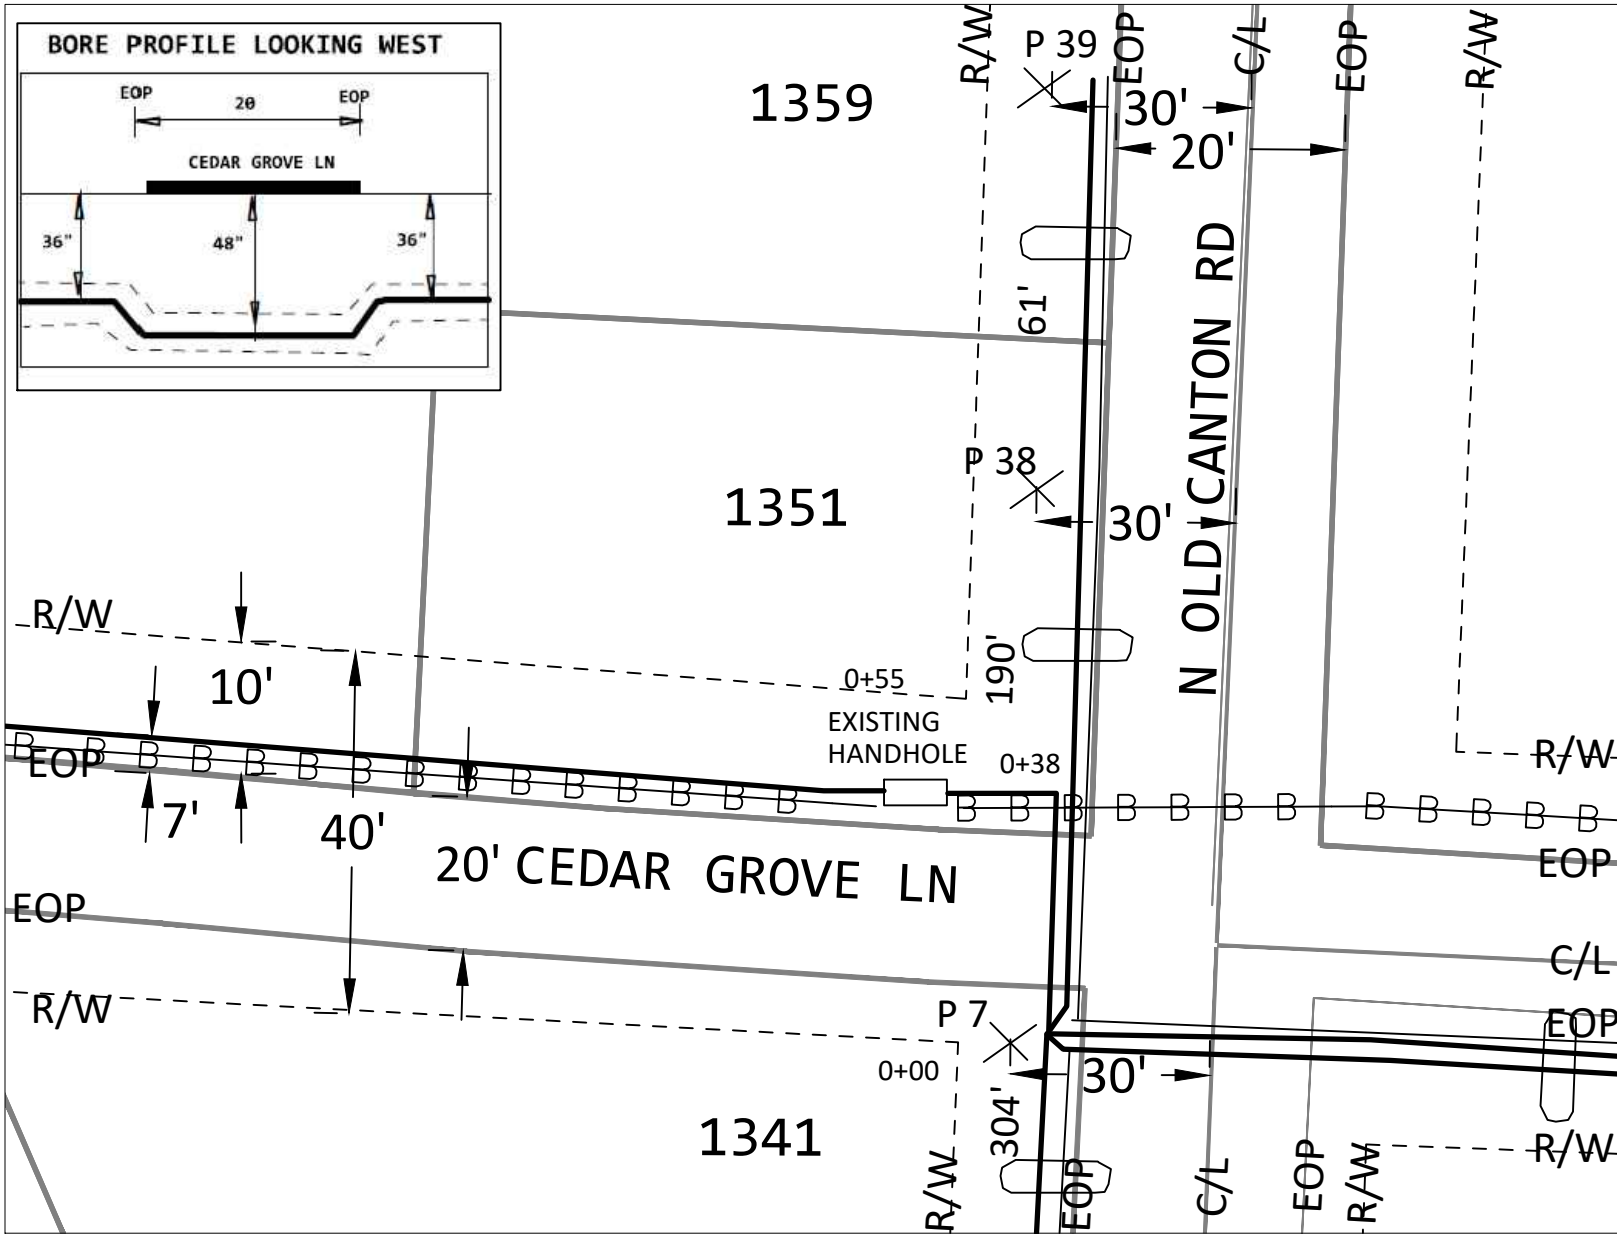 BORE PROFILE LOOKING WEST
EOP
20
EOP
CEDAR GROVE LN
36"
48"
36"
1359
R/W
P 39
EOP
C/L
EOP
R/W
30'
20'
61'
N OLD CANTON RD
P 38
1351
30'
R/W
10'
190'
0+55
EXISTING
HANDHOLE
0+38
R/W
EOP
B B B B B B B B B B B B B B B
B B B B B B B B B B B B B
7'
40'
20' CEDAR GROVE LN
EOP
EOP
C/L
R/W
P 7
EOP
0+00
30'
304'
1341
R/W
EOP
C/L
EOP
R/W
R/W